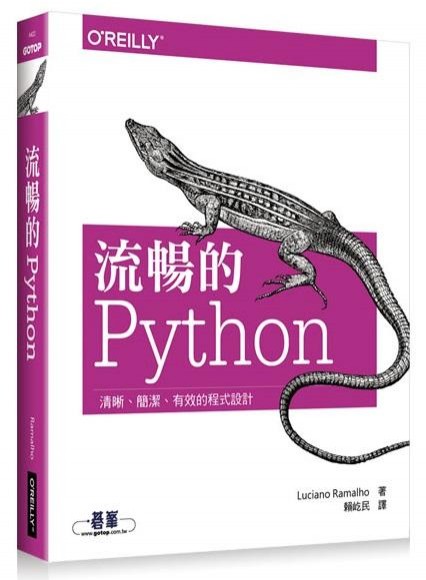 O'REILLY®
流暢的
Python
清晰、簡潔、有效的程式設計
Luciano Ramalho 著
賴屹民 譯
碁峯
www.gotop.com.tw
GOTOP
流暢的 Python
Ramalho
O'REILLY®